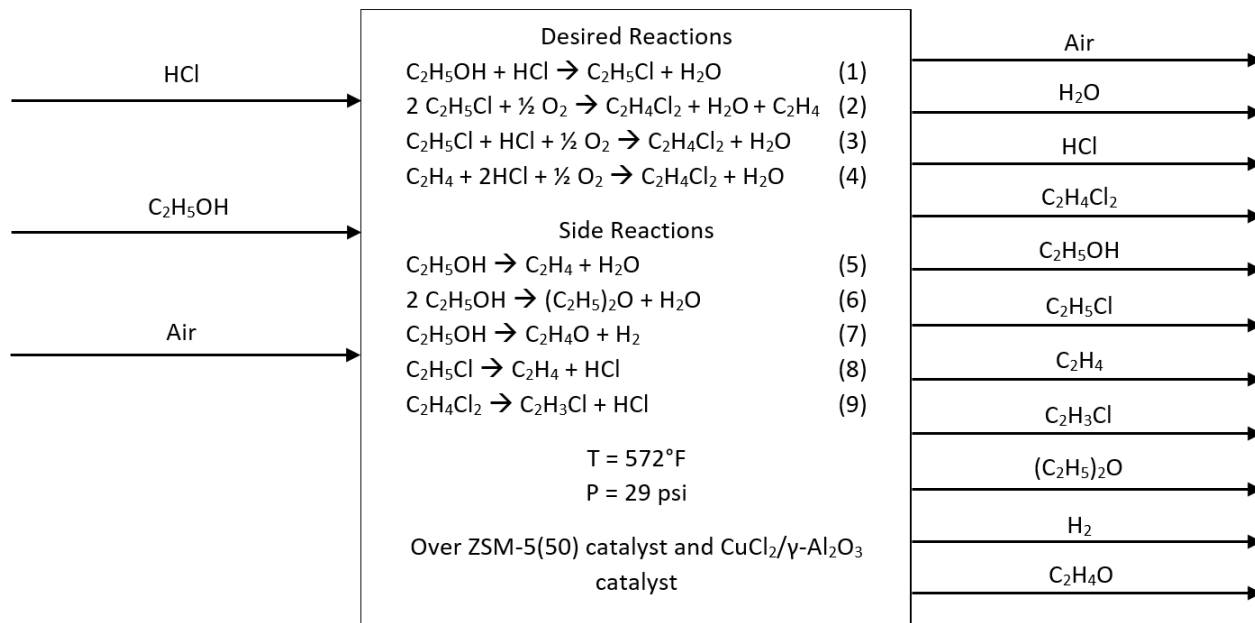 HCl
C₂H₅OH
Air
Desired Reactions
C₂H₅OH + HCl → C₂H₅Cl + H₂O (1)
2 C₂H₅Cl + ½ O₂ → C₂H₄Cl₂ + H₂O + C₂H₄ (2)
C₂H₅Cl + HCl + ½ O₂ → C₂H₄Cl₂ + H₂O (3)
C₂H₄ + 2HCl + ½ O₂ → C₂H₄Cl₂ + H₂O (4)
Side Reactions
C₂H₅OH → C₂H₄ + H₂O (5)
2 C₂H₅OH → (C₂H₅)₂O + H₂O (6)
C₂H₅OH → C₂H₄O + H₂ (7)
C₂H₅Cl → C₂H₄ + HCl (8)
C₂H₄Cl₂ → C₂H₃Cl + HCl (9)
T = 572°F
P = 29 psi
Over ZSM-5(50) catalyst and CuCl₂/γ-Al₂O₃
catalyst
Air
H₂O
HCl
C₂H₄Cl₂
C₂H₅OH
C₂H₅Cl
C₂H₄
C₂H₃Cl
(C₂H₅)₂O
H₂
C₂H₄O